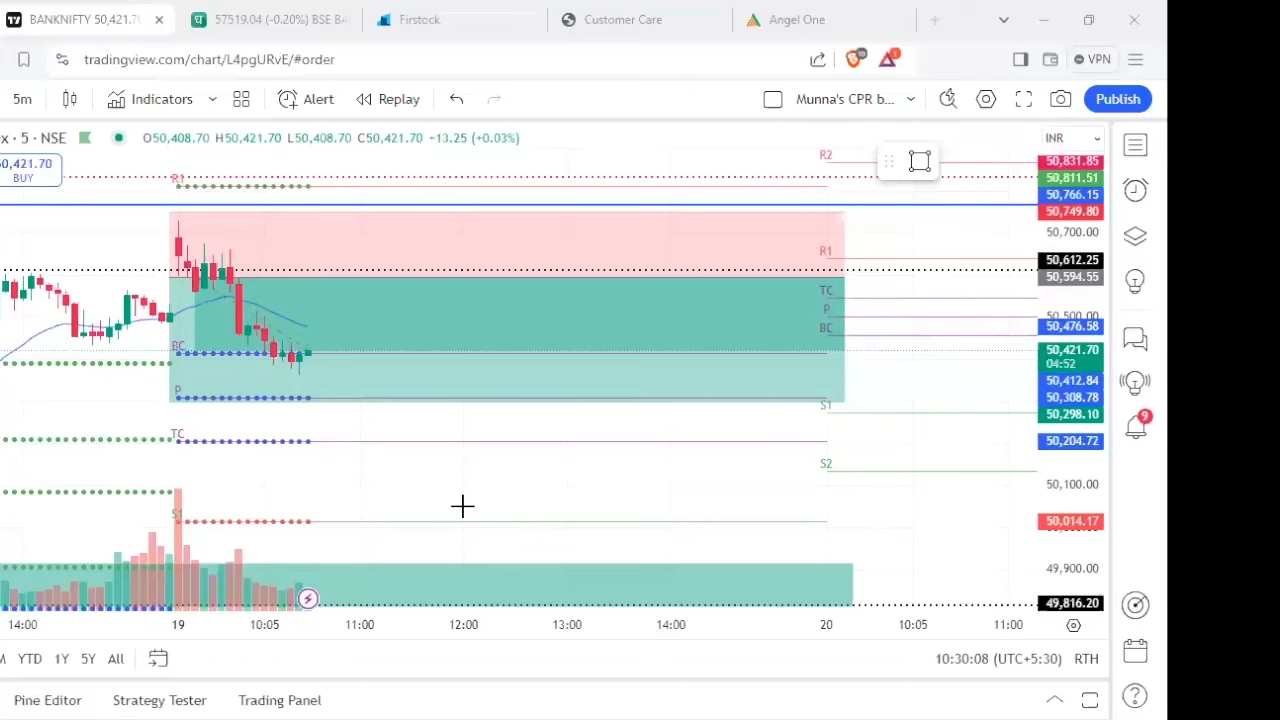 BANKNIFTY 50,421.70
57519.04 (-0.20%) BSE BA
Firstock
Customer Care
Angel One
tradingview.com/chart/L4pgURvE/#order
VPN
5m
Indicators
Alert
Replay
Munna's CPR b...
Publish
x · 5 · NSE
O50,408.70 H50,421.70 L50,408.70 C50,421.70 +13.25 (+0.03%)
INR
0,421.70
BUY
R2
R1
50,831.85
50,811.51
50,766.15
50,749.80
50,700.00
R1
50,612.25
50,594.55
TC
P
50,500.00
BC
50,476.58
BC
50,421.70
04:52
50,412.84
P
50,308.78
S1
50,298.10
TC
50,204.72
S2
50,100.00
S1
50,014.17
49,900.00
49,816.20
14:00
19
10:05
11:00
12:00
13:00
14:00
20
10:05
11:00
9
M
YTD
1Y
5Y
All
10:30:08 (UTC+5:30)
RTH
Pine Editor
Strategy Tester
Trading Panel